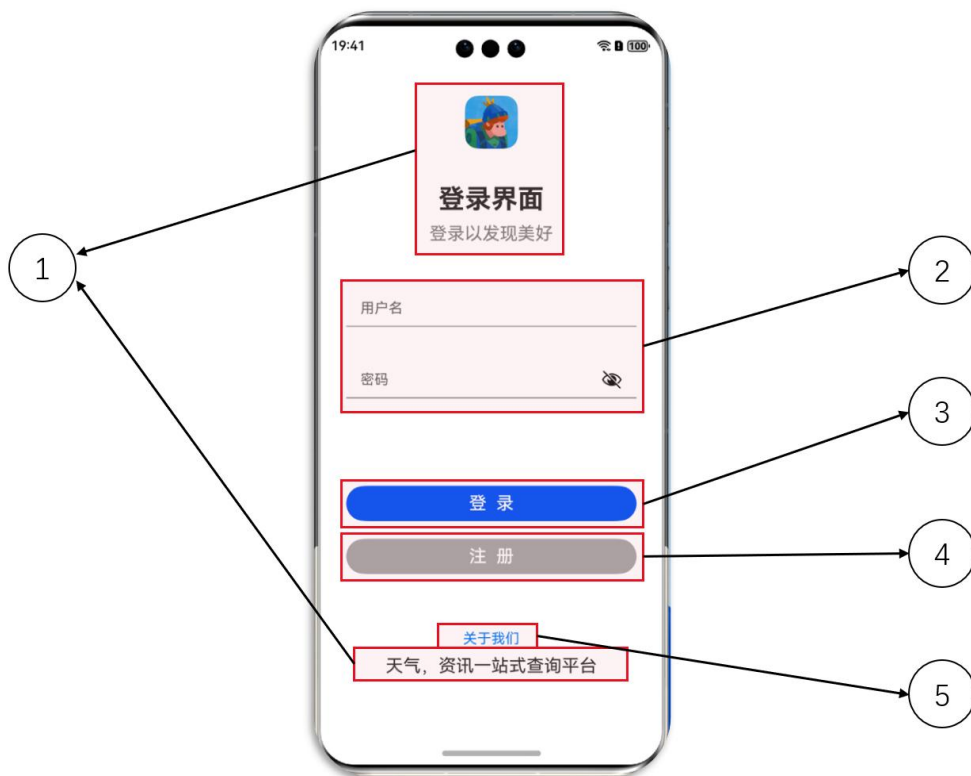 19:41
100
登录界面
登录以发现美好
1
2
用户名
密码
3
登 录
4
注 册
关于我们
天气，资讯一站式查询平台
5